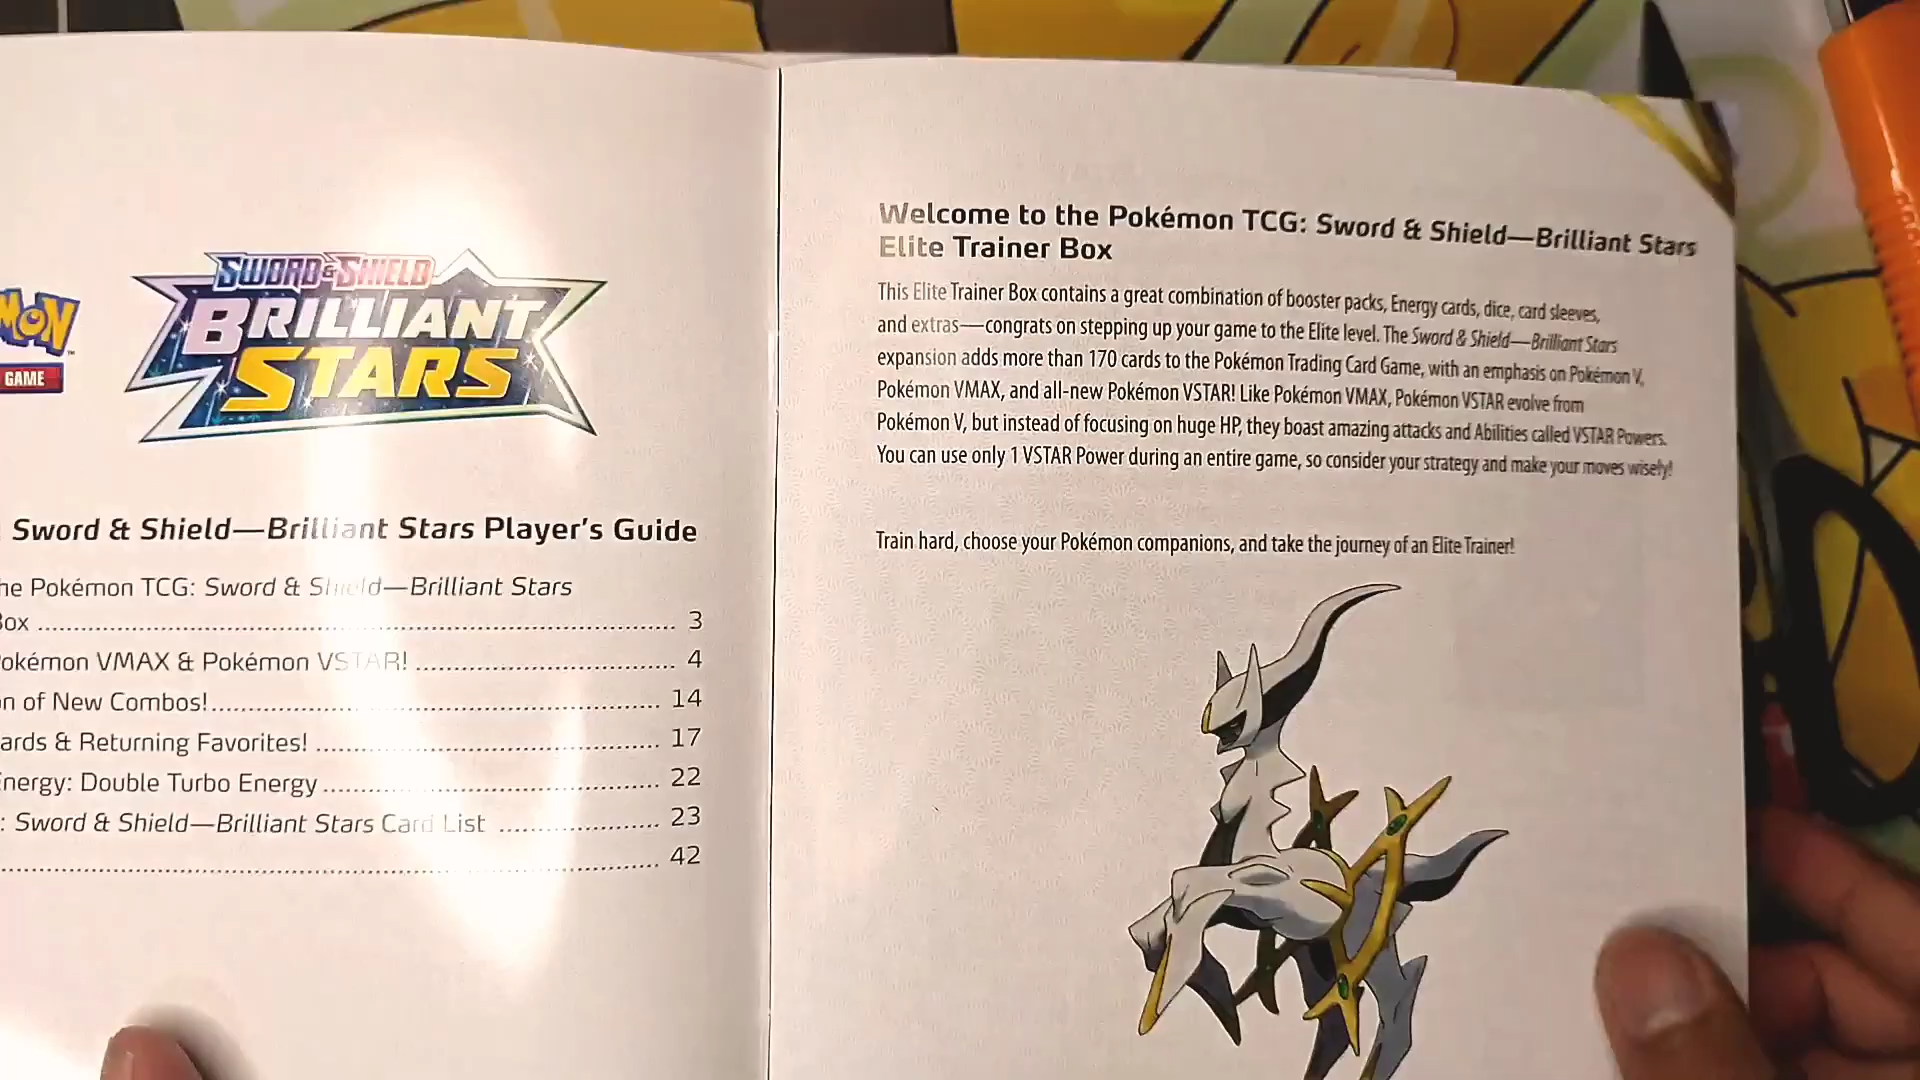 MON
GAME
SWORD & SHIELD
BRILLIANT
STARS
Sword & Shield—Brilliant Stars Player's Guide
he Pokémon TCG: Sword & Shield—Brilliant Stars
Box ........................................ 3
okémon VMAX & Pokémon VSTAR! ........................................ 4
n of New Combos! ........................................ 14
ards & Returning Favorites! ........................................ 17
nergy: Double Turbo Energy ........................................ 22
: Sword & Shield—Brilliant Stars Card List ........................................ 23
........................................ 42
Welcome to the Pokémon TCG: Sword & Shield—Brilliant Stars
Elite Trainer Box
This Elite Trainer Box contains a great combination of booster packs, Energy cards, dice, card sleeves,
and extras—congrats on stepping up your game to the Elite level. The Sword & Shield—Brilliant Stars
expansion adds more than 170 cards to the Pokémon Trading Card Game, with an emphasis on Pokémon V,
Pokémon VMAX, and all-new Pokémon VSTAR! Like Pokémon VMAX, Pokémon VSTAR evolve from
Pokémon V, but instead of focusing on huge HP, they boast amazing attacks and Abilities called VSTAR Powers.
You can use only 1 VSTAR Power during an entire game, so consider your strategy and make your moves wisely!
Train hard, choose your Pokémon companions, and take the journey of an Elite Trainer!